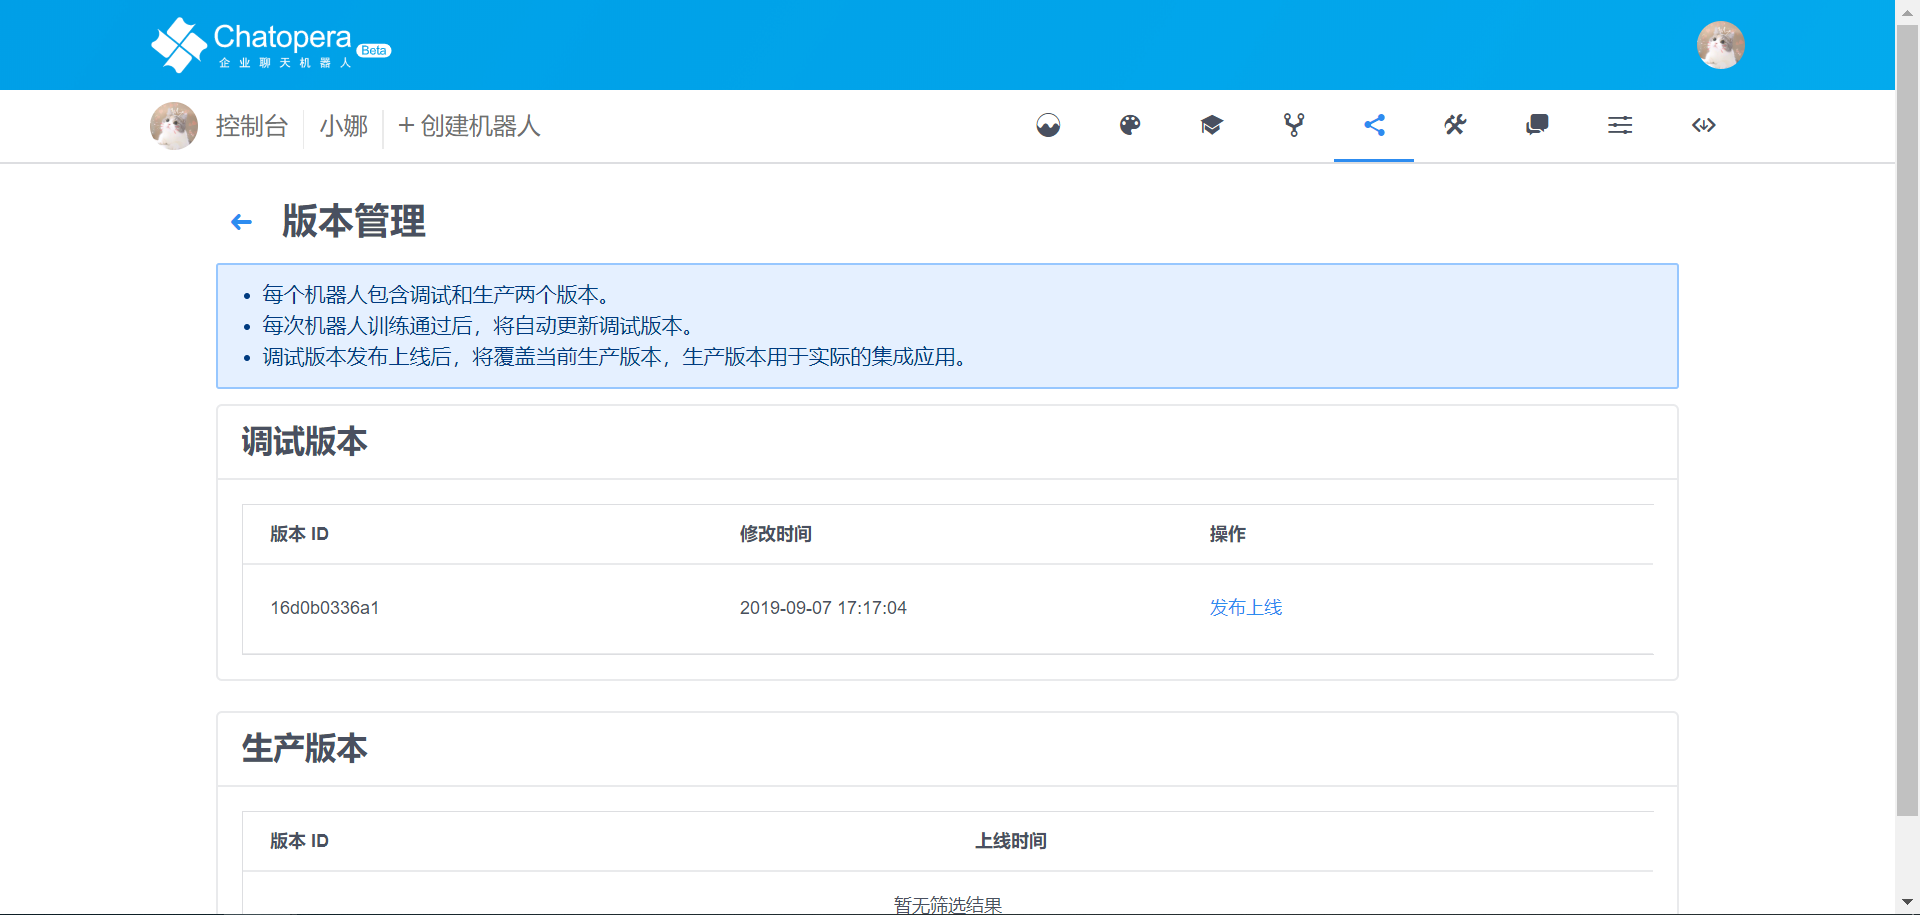 Chatopera Beta
企业聊天机器人
控制台 小娜 + 创建机器人
版本管理
每个机器人包含调试和生产两个版本。
每次机器人训练通过后，将自动更新调试版本。
调试版本发布上线后，将覆盖当前生产版本，生产版本用于实际的集成应用。
调试版本
版本 ID 修改时间 操作
16d0b0336a1 2019-09-07 17:17:04 发布上线
生产版本
版本 ID 上线时间
暂无筛选结果